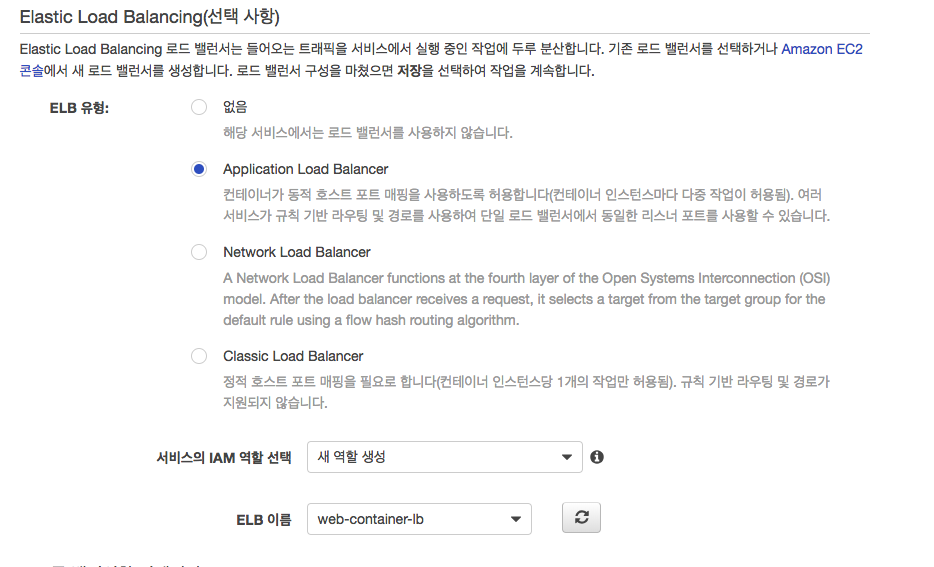 Elastic Load Balancing(선택 사항)
Elastic Load Balancing 로드 밸런서는 들어오는 트래픽을 서비스에서 실행 중인 작업에 두루 분산합니다. 기존 로드 밸런서를 선택하거나 Amazon EC2
콘솔에서 새 로드 밸런서를 생성합니다. 로드 밸런서 구성을 마쳤으면 저장을 선택하여 작업을 계속합니다.
ELB 유형:
없음
해당 서비스에서는 로드 밸런서를 사용하지 않습니다.
Application Load Balancer
컨테이너가 동적 호스트 포트 매핑을 사용하도록 허용합니다(컨테이너 인스턴스마다 다중 작업이 허용됨). 여러
서비스가 규칙 기반 라우팅 및 경로를 사용하여 단일 로드 밸런서에서 동일한 리스너 포트를 사용할 수 있습니다.
Network Load Balancer
A Network Load Balancer functions at the fourth layer of the Open Systems Interconnection (OSI)
model. After the load balancer receives a request, it selects a target from the target group for the
default rule using a flow hash routing algorithm.
Classic Load Balancer
정적 호스트 포트 매핑을 필요로 합니다(컨테이너 인스턴스당 1개의 작업만 허용됨). 규칙 기반 라우팅 및 경로가
지원되지 않습니다.
서비스의 IAM 역할 선택 새 역할 생성
ELB 이름 web-container-lb